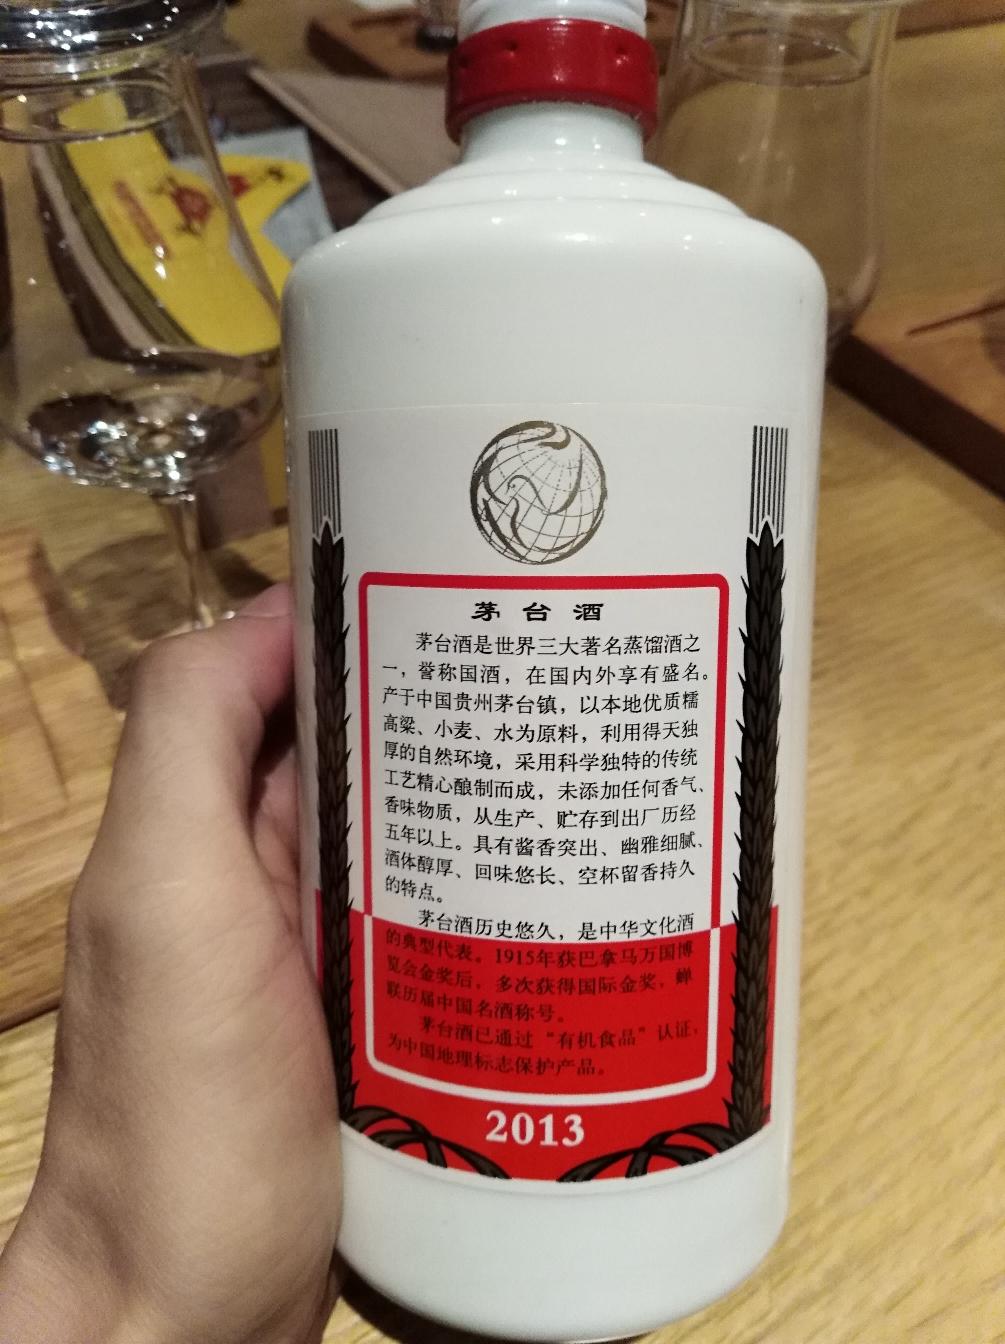 茅台酒
茅台酒是世界三大著名蒸馏酒之
一，誉称国酒，在国内外享有盛名。
产于中国贵州茅台镇，以本地优质糯
高粱、小麦、水为原料，利用得天独
厚的自然环境，采用科学独特的传统
工艺精心酿制而成，未添加任何香气、
香味物质，从生产、贮存到出厂历经
五年以上。具有酱香突出、幽雅细腻、
酒体醇厚、回味悠长、空杯留香持久
的特点。
茅台酒历史悠久，是中华文化酒
的典型代表。1915年获巴拿马万国博
览会金奖后，多次获得国际金奖，蝉
联历届中国名酒称号。
茅台酒已通过“有机食品”认证，
为中国地理标志保护产品。
2013